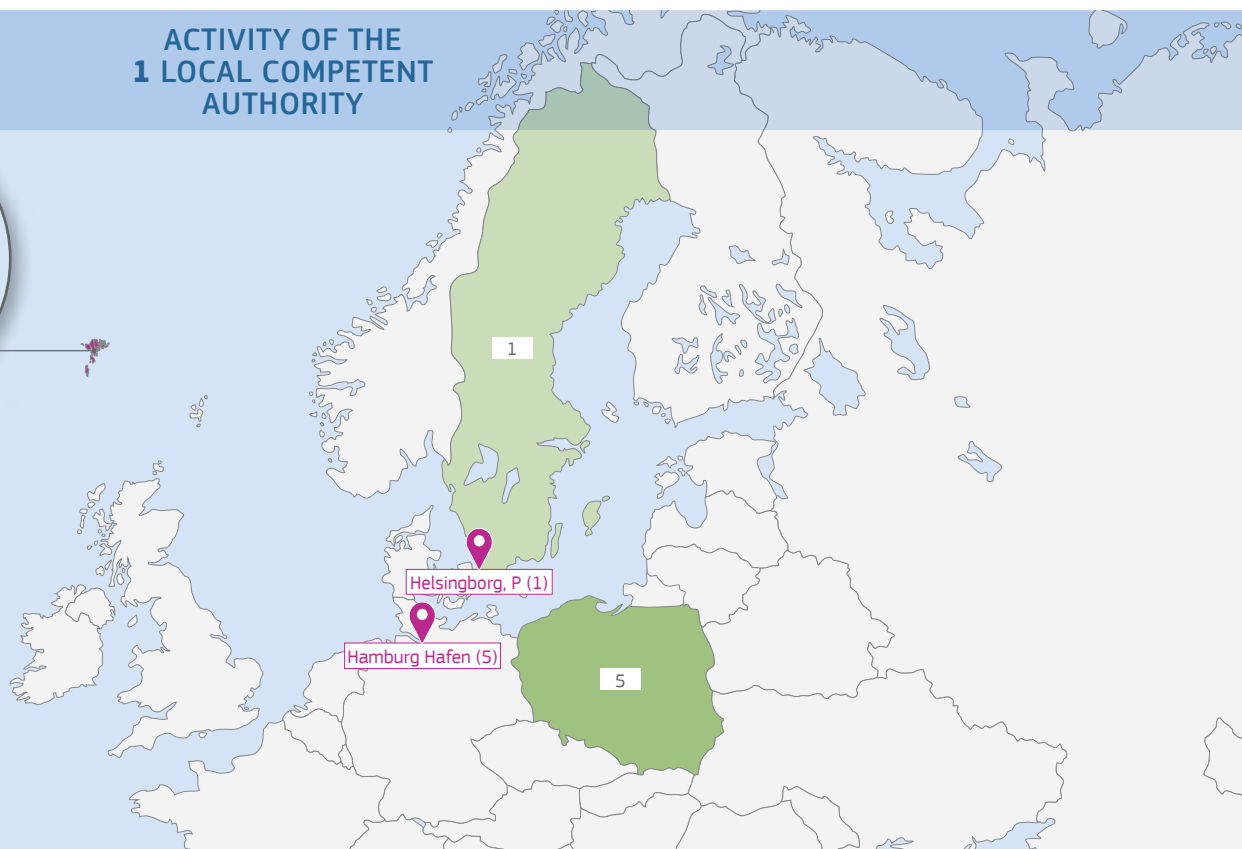 ACTIVITY OF THE
1 LOCAL COMPETENT
AUTHORITY
1
Helsingborg, P (1)
Hamburg Hafen (5)
5